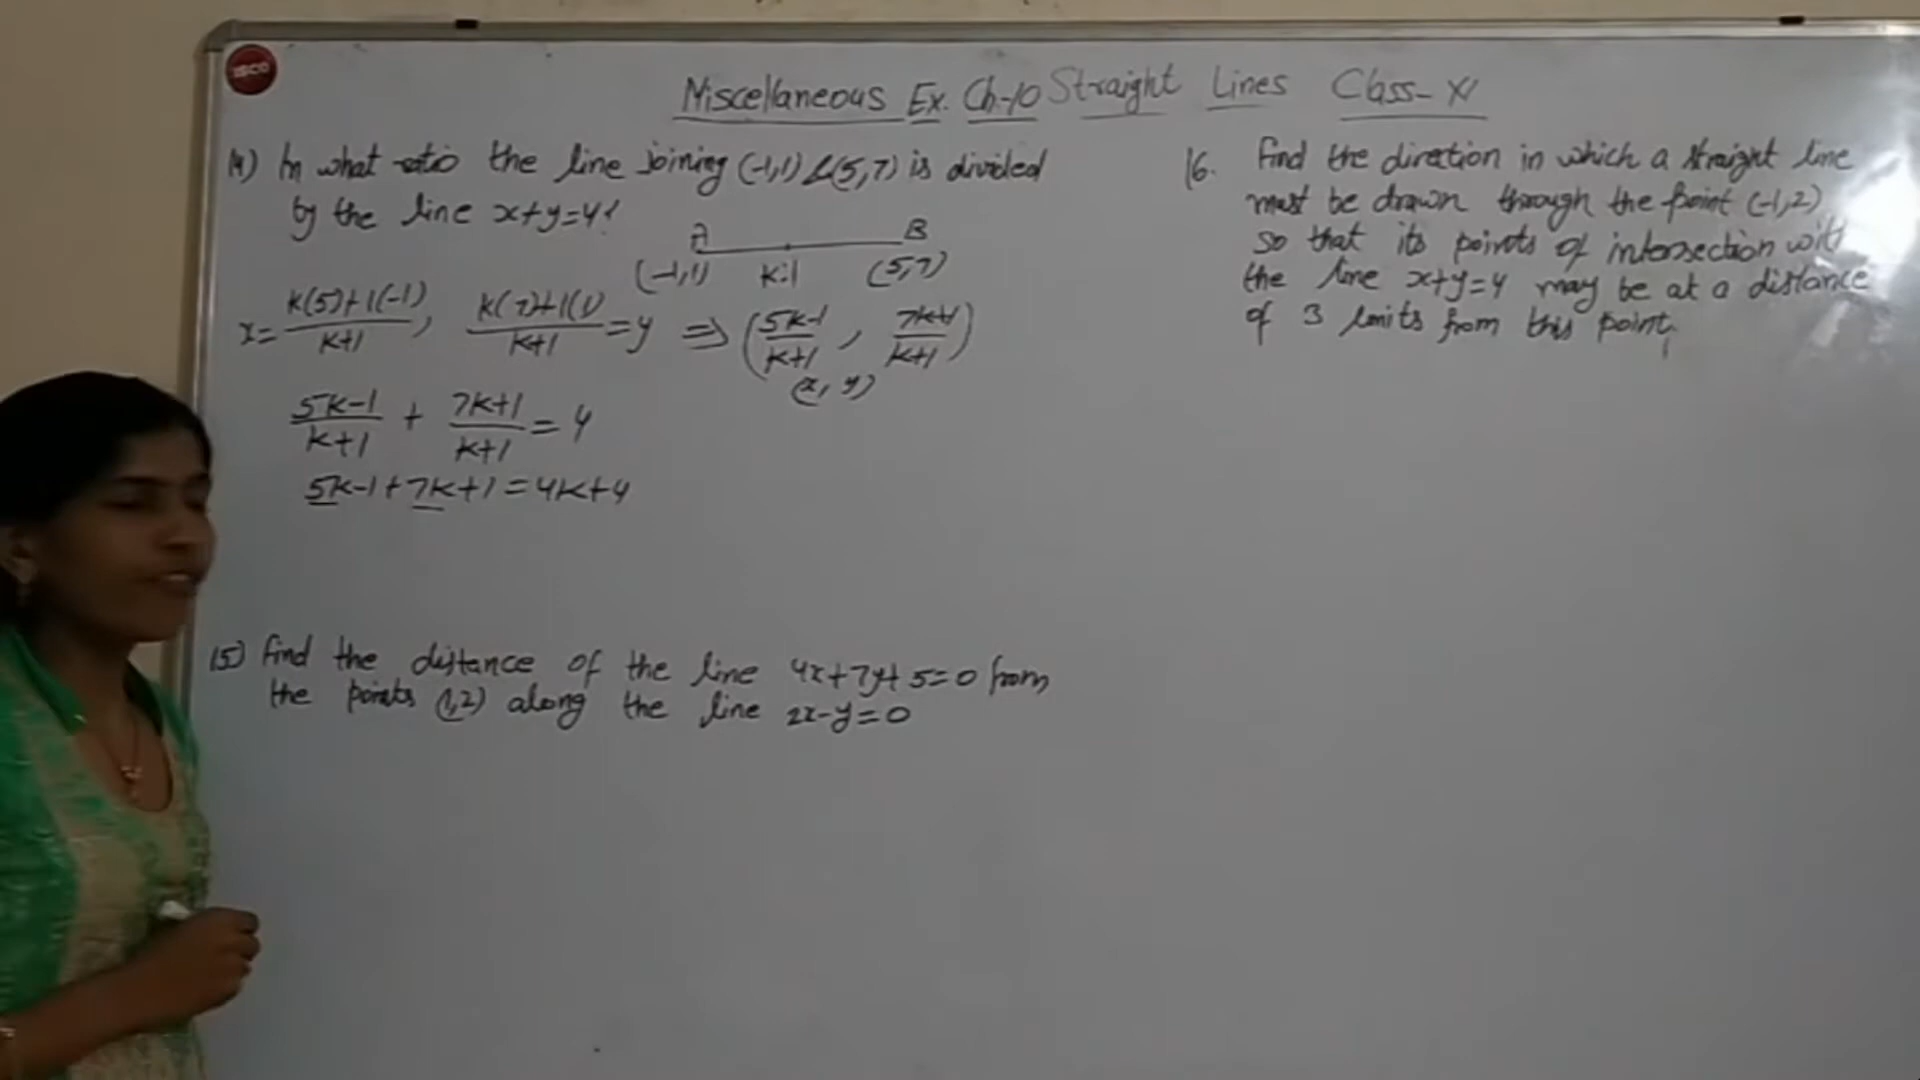 ISCO
Miscellaneous Ex. Ch-10 Straight Lines Class-XI
14) In what ratio the line joining (-1,1) & (5,7) is divided
by the line x+y=4?
A B
(-1,1) k:1 (5,7)
x = k(5)+1(-1)/k+1 , k(7)+1(1)/k+1 = y ⇒ (5k-1/k+1 , 7k+1/k+1)
(x, y)
5k-1/k+1 + 7k+1/k+1 = 4
5k-1+7k+1=4k+4
15) Find the distance of the line 4x+7y+5=0 from
the points (1,2) along the line 2x-y=0
16. Find the direction in which a straight line
must be drawn through the point (-1,2)
so that its points of intersection with
the line x+y=4 may be at a distance
of 3 units from this point.